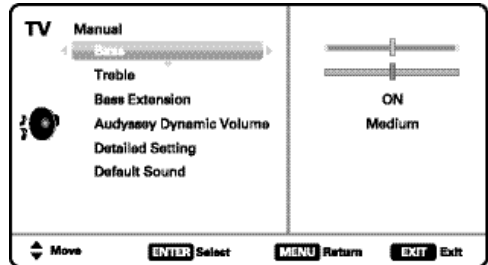 TV Manual
Bass
Treble
Bass Extension ON
Audyssey Dynamic Volume Medium
Detailed Setting
Default Sound
Move ENTER Select MENU Return EXIT Exit